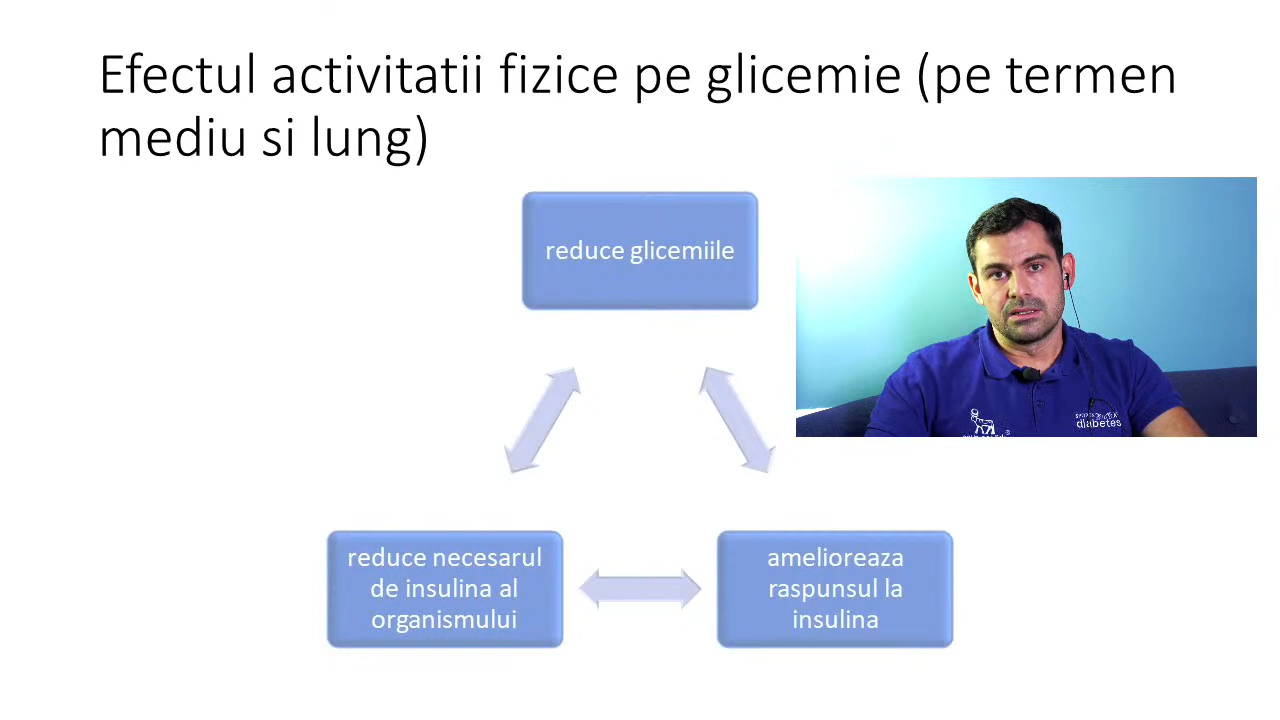 Efectul activitatii fizice pe glicemie (pe termen
mediu si lung)
reduce glicemiile
reduce necesarul
de insulina al
organismului
amelioreaza
raspunsul la
insulina
diabetes